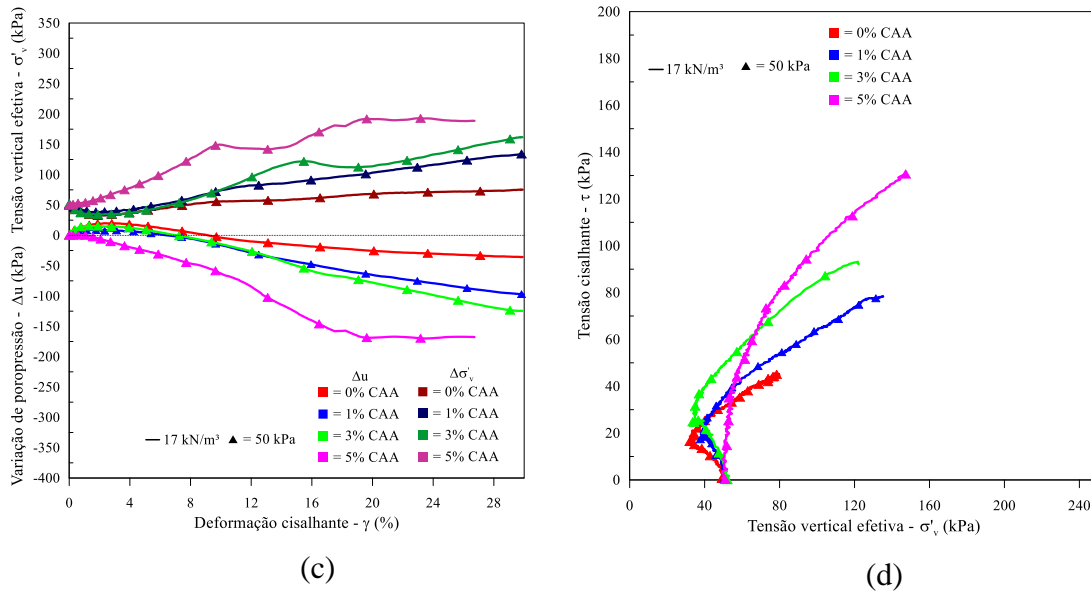 Variação de poropressão - Δu (kPa)
Tensão vertical efetiva - σ'v (kPa)
350
300
250
200
150
100
50
0
-50
-100
-150
-200
-250
-300
-350
-400
0
4
8
12
16
20
24
28
Deformação cisalhante - γ (%)
17 kN/m³
= 50 kPa
Δu
Δσ'v
= 0% CAA
= 0% CAA
= 1% CAA
= 1% CAA
= 3% CAA
= 3% CAA
= 5% CAA
= 5% CAA
(c)
Tensão cisalhante - τ (kPa)
200
180
160
140
120
100
80
60
40
20
0
0
40
80
120
160
200
240
Tensão vertical efetiva - σ'v (kPa)
17 kN/m³
= 50 kPa
= 0% CAA
= 1% CAA
= 3% CAA
= 5% CAA
(d)